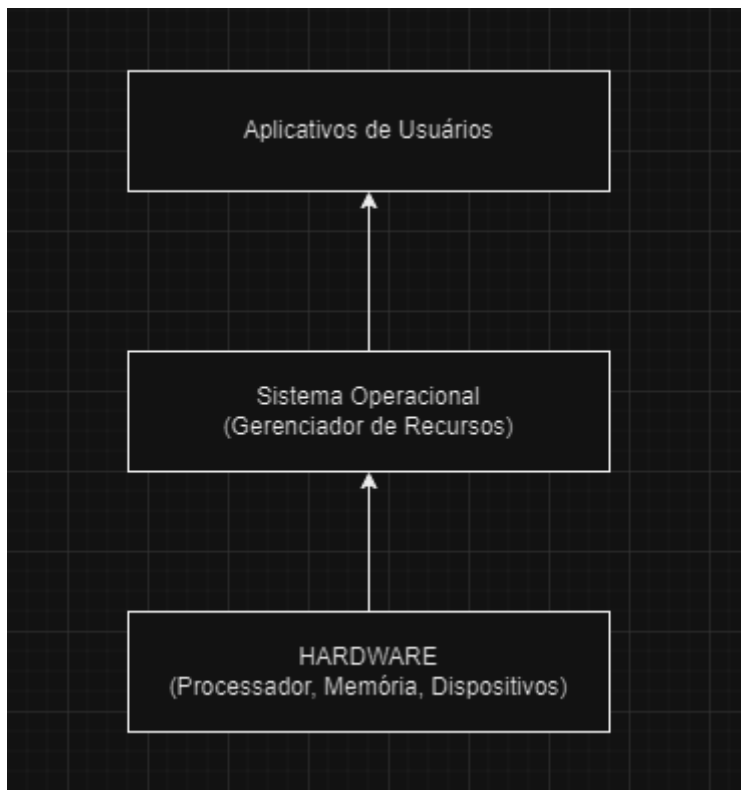 Aplicativos de Usuários
Sistema Operacional
(Gerenciador de Recursos)
HARDWARE
(Processador, Memória, Dispositivos)